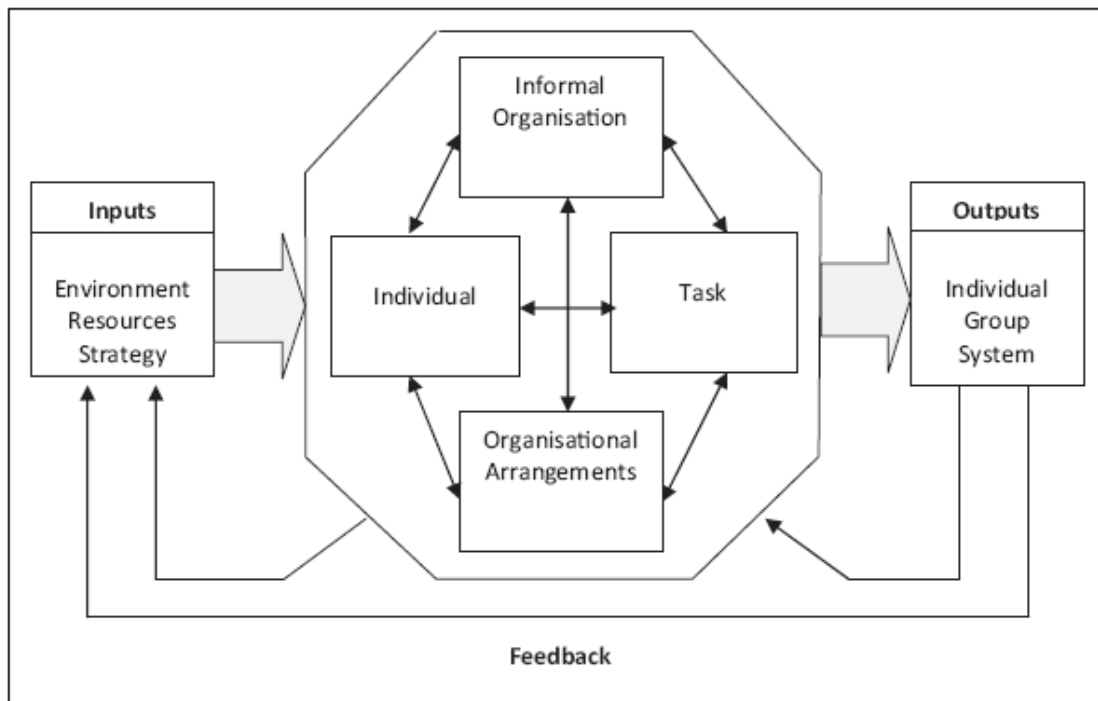 Inputs
Environment
Resources
Strategy
Informal
Organisation
Individual
Task
Organisational
Arrangements
Outputs
Individual
Group
System
Feedback